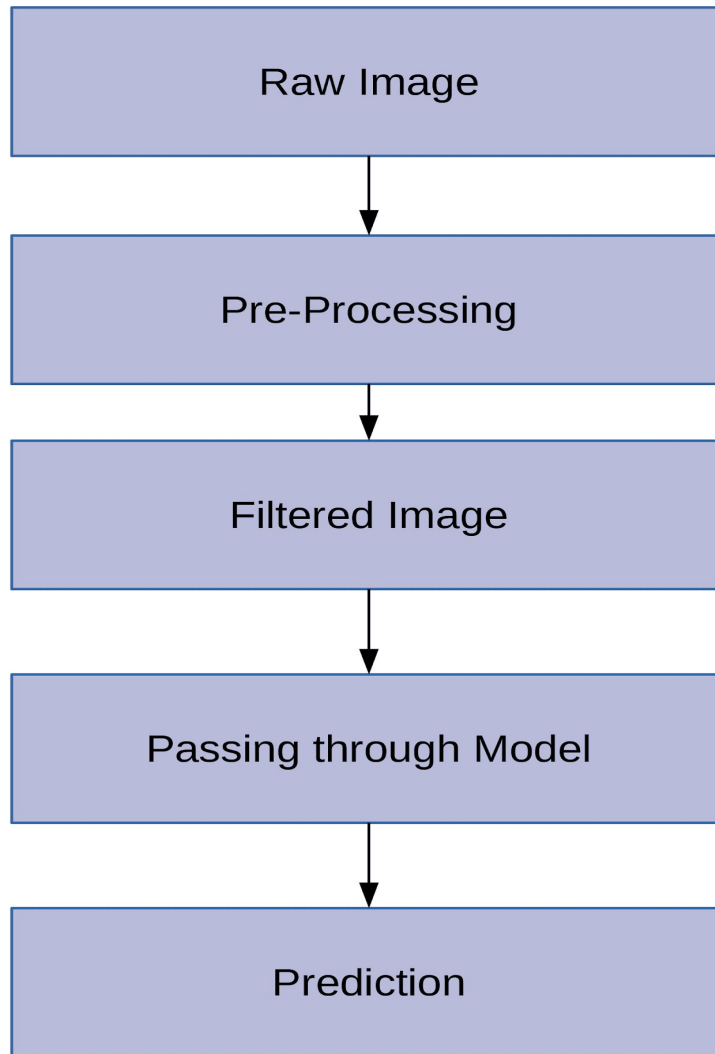 Raw Image
Pre-Processing
Filtered Image
Passing through Model
Prediction